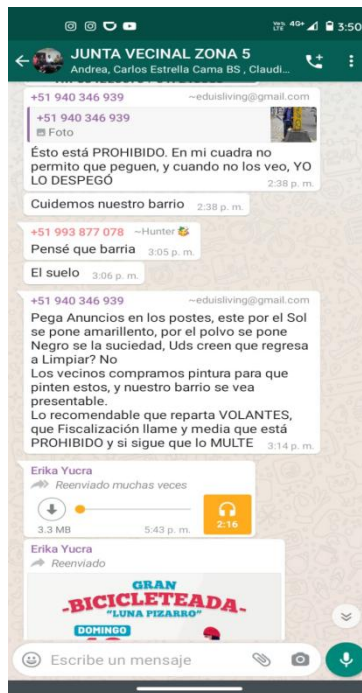 3:50
JUNTA VECINAL ZONA 5
Andrea, Carlos Estrella Cama BS , Claudi...
+51 940 346 939 ~eduisliving@gmail.com
+51 940 346 939
Foto
Ésto está PROHIBIDO. En mi cuadra no
permito que peguen, y cuando no los veo, YO
LO DESPEGÓ
2:38 p. m.
Cuidemos nuestro barrio 2:38 p. m.
+51 993 877 078 ~Hunter
Pensé que barria 3:05 p. m.
El suelo 3:06 p. m.
+51 940 346 939 ~eduisliving@gmail.com
Pega Anuncios en los postes, este por el Sol
se pone amarillento, por el polvo se pone
Negro se la suciedad, Uds creen que regresa
a Limpiar? No
Los vecinos compramos pintura para que
pinten estos, y nuestro barrio se vea
presentable.
Lo recomendable que reparta VOLANTES,
que Fiscalización llame y media que está
PROHIBIDO y si sigue que lo MULTE 3:14 p. m.
Erika Yucra
Reenviado muchas veces
3.3 MB 5:43 p. m. 2:16
Erika Yucra
Reenviado
GRAN
-BICICLETEADA-
"LUNA PIZARRO"
DOMINGO
Escribe un mensaje